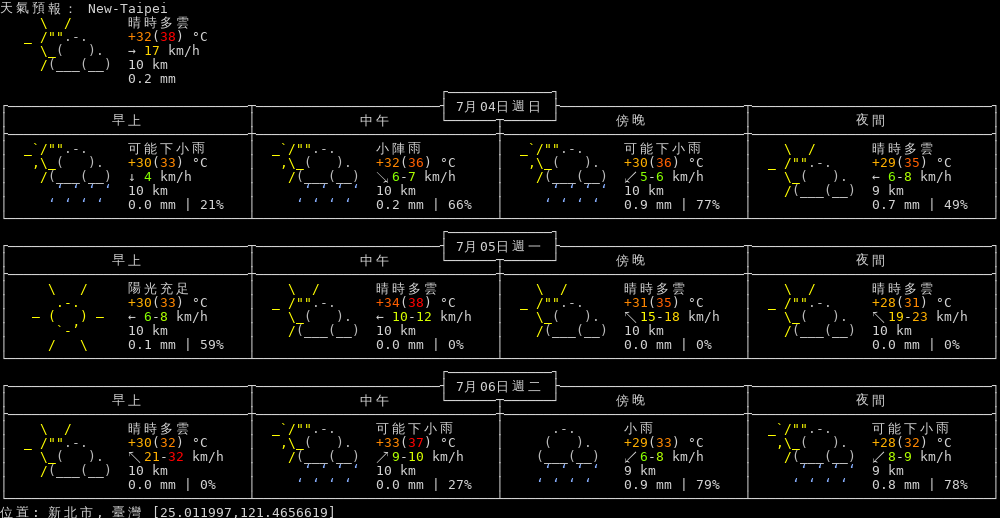 天氣預報： New-Taipei
晴時多雲
+32(38) °C
→ 17 km/h
10 km
0.2 mm
7月04日週日
早上 中午 傍晚 夜間
可能下小雨 小陣雨 可能下小雨 晴時多雲
+30(33) °C +32(36) °C +30(36) °C +29(35) °C
↓ 4 km/h ↘ 6-7 km/h ↙ 5-6 km/h ← 6-8 km/h
10 km 10 km 10 km 9 km
0.0 mm | 21% 0.2 mm | 66% 0.9 mm | 77% 0.7 mm | 49%
7月05日週一
早上 中午 傍晚 夜間
陽光充足 晴時多雲 晴時多雲 晴時多雲
+30(33) °C +34(38) °C +31(35) °C +28(31) °C
← 6-8 km/h ← 10-12 km/h ↖ 15-18 km/h ↖ 19-23 km/h
10 km 10 km 10 km 10 km
0.1 mm | 59% 0.0 mm | 0% 0.0 mm | 0% 0.0 mm | 0%
7月06日週二
早上 中午 傍晚 夜間
晴時多雲 可能下小雨 小雨 可能下小雨
+30(32) °C +33(37) °C +29(33) °C +28(32) °C
↖ 21-32 km/h ↗ 9-10 km/h ↙ 6-8 km/h ↙ 8-9 km/h
10 km 10 km 9 km 9 km
0.0 mm | 0% 0.0 mm | 27% 0.9 mm | 79% 0.8 mm | 78%
位置: 新北市, 臺灣 [25.011997,121.4656619]